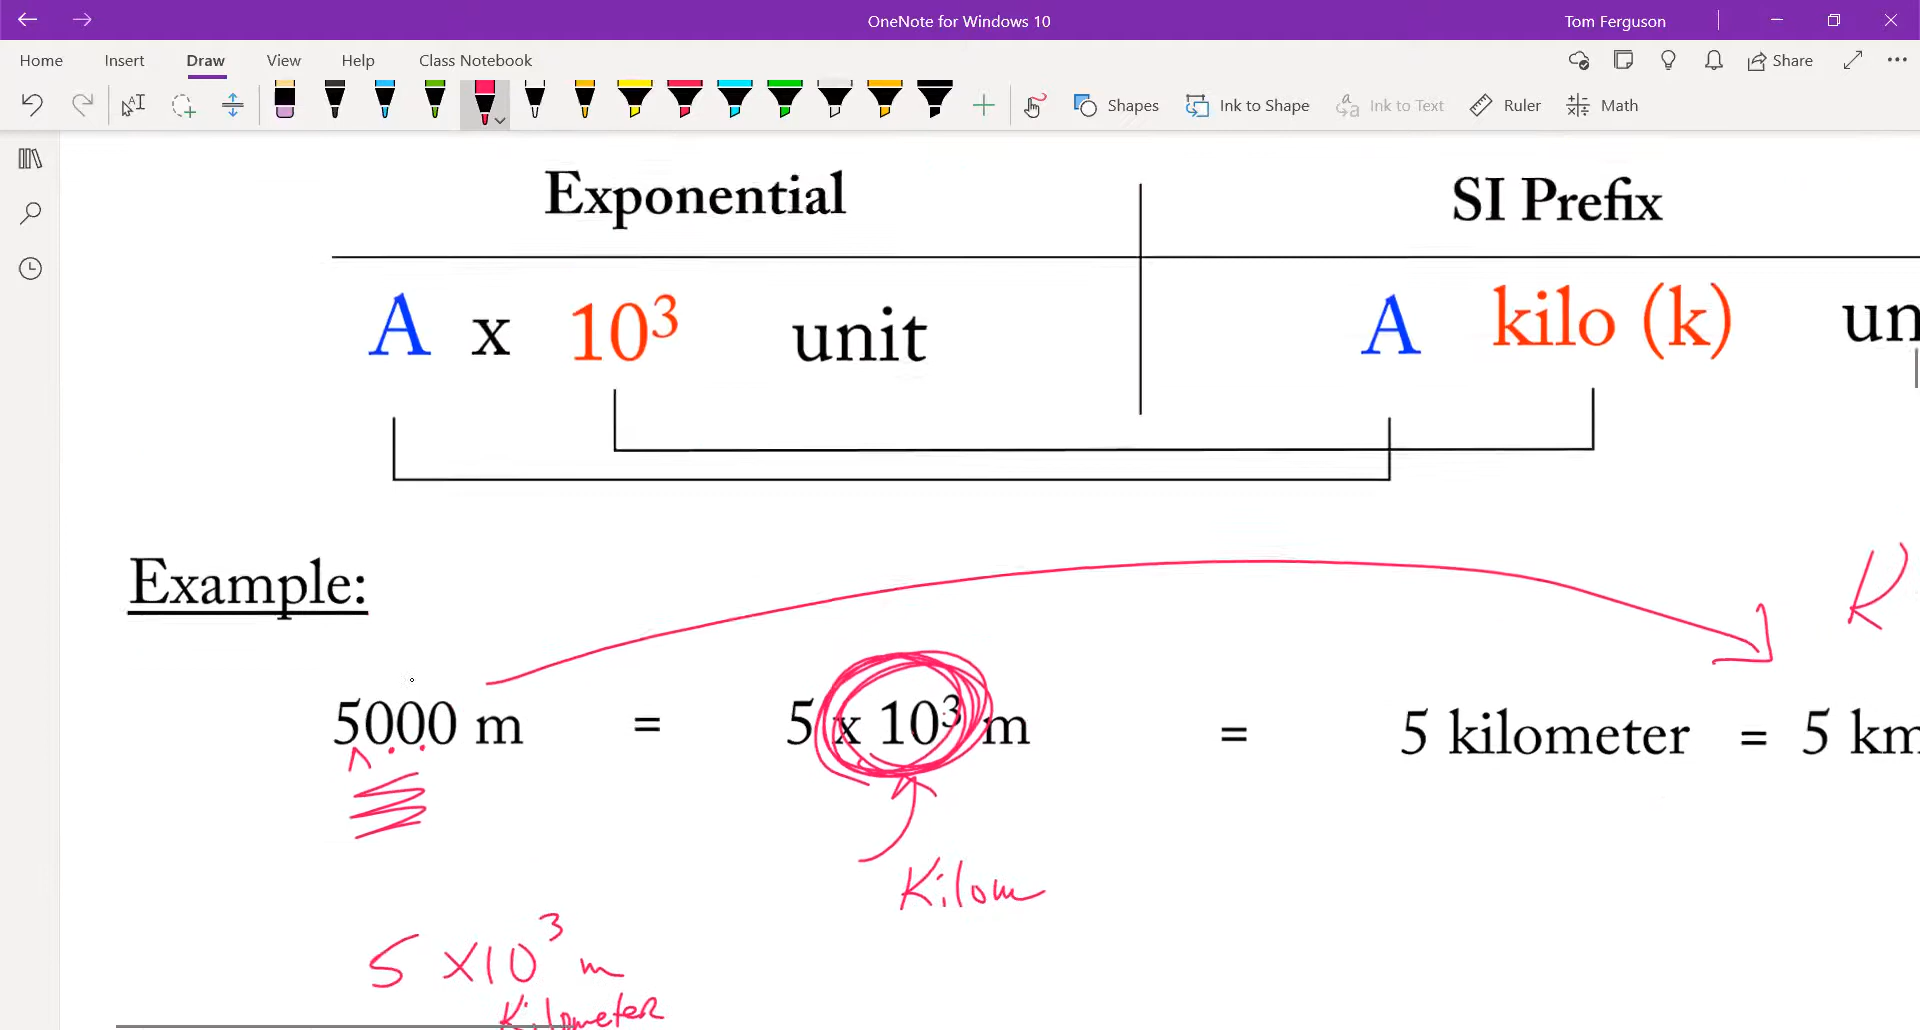 OneNote for Windows 10
Tom Ferguson
Home Insert Draw View Help Class Notebook
Share
Shapes Ink to Shape Ink to Text Ruler Math
Exponential SI Prefix
A x 10³ unit A kilo (k) un
Example:
5000 m = 5 x 10³ m = 5 kilometer = 5 km
Kilom
5 x10³ m
Kilometer